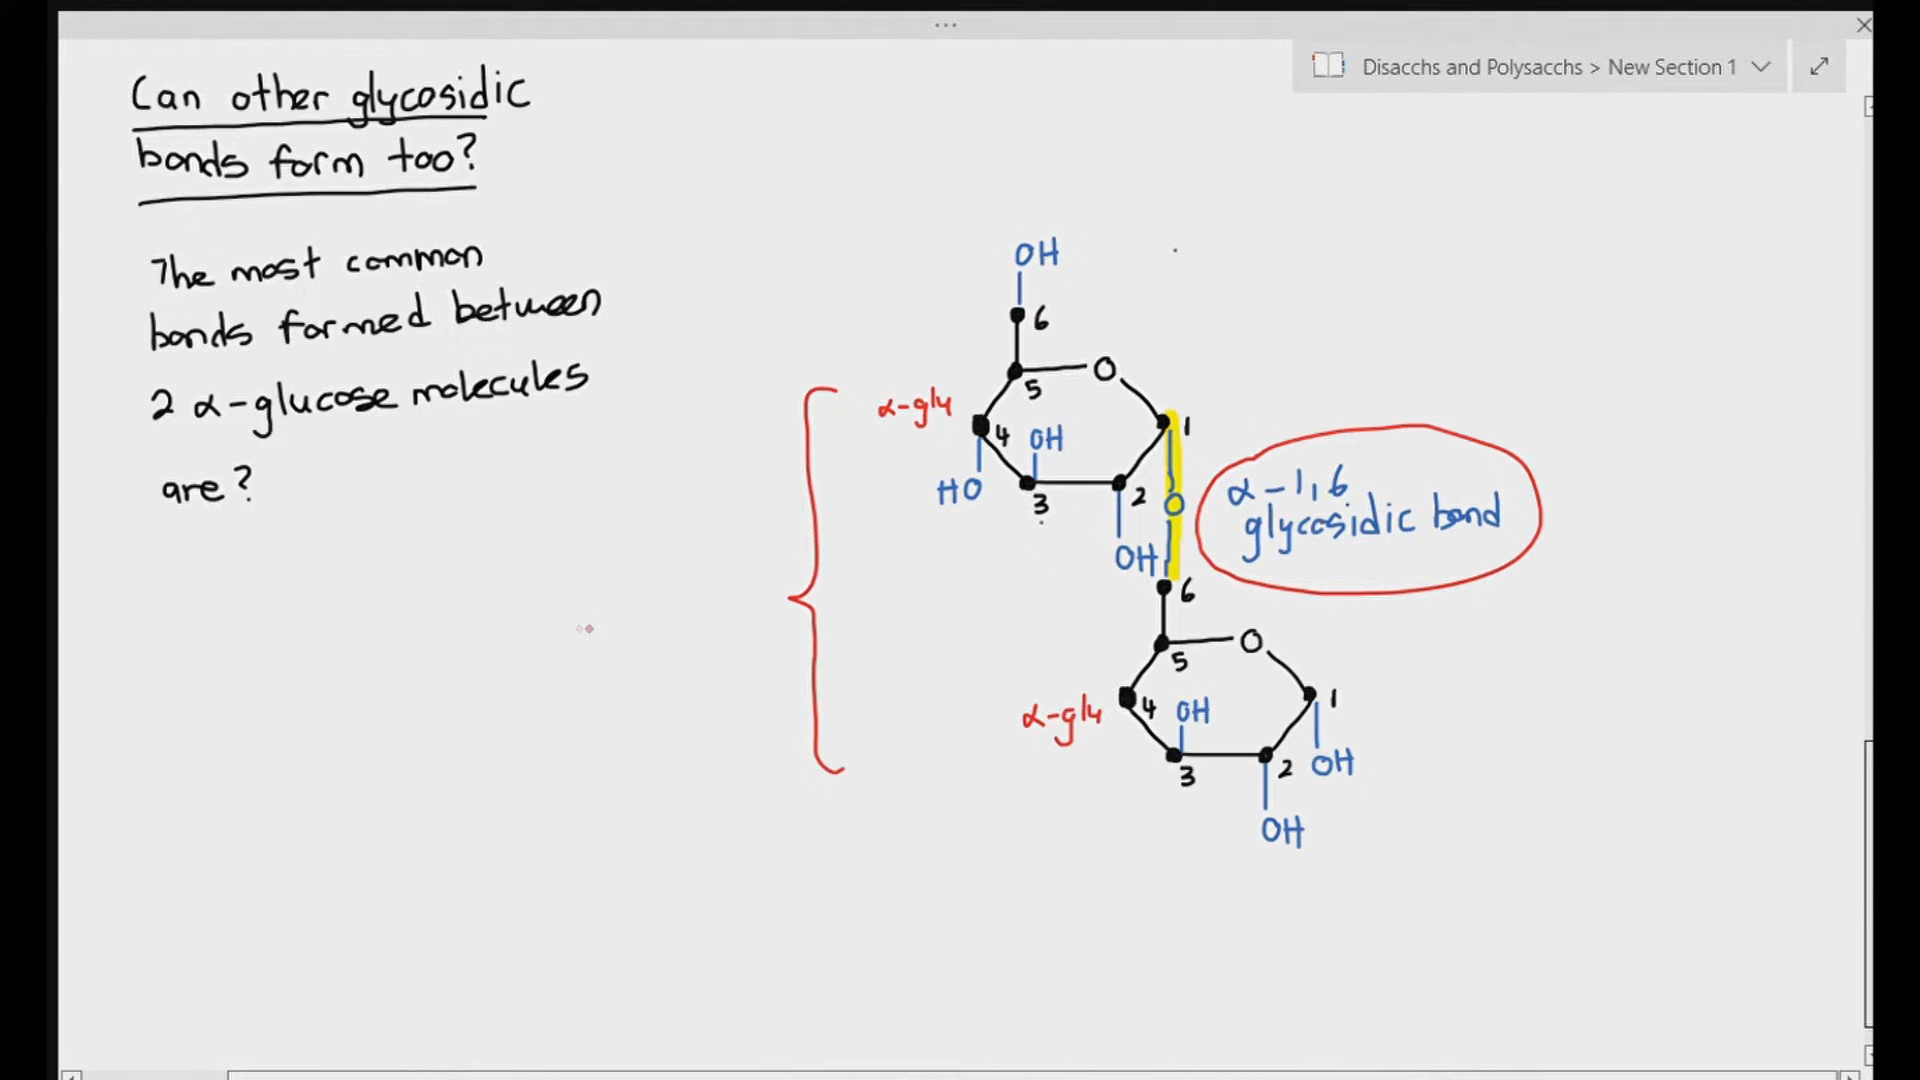 Disacchs and Polysacchs > New Section 1
Can other glycosidic
bonds form too?
The most common
bonds formed between
2 α-glucose molecules
are?
OH
6
O
5
α-glu
4
OH
1
HO
3
2
O
OH
α-1,6
glycosidic bond
6
5
O
α-glu
4
OH
1
3
2
OH
OH